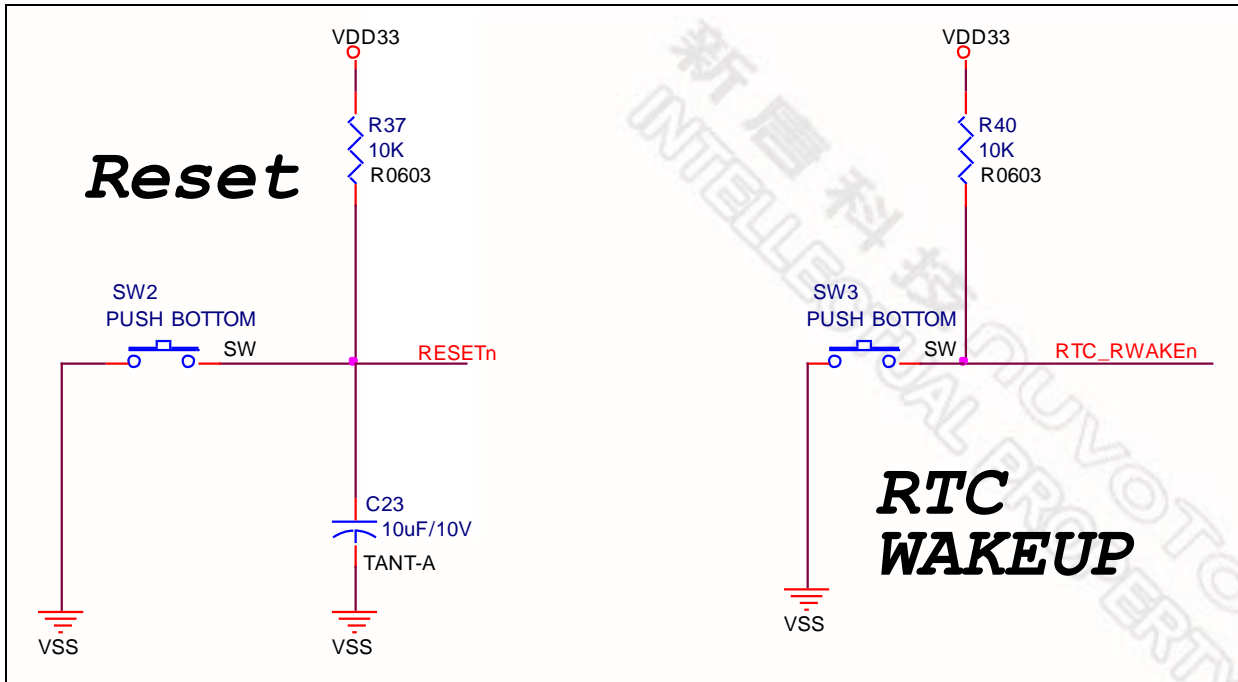 VDD33
R37
10K
R0603
Reset
SW2
PUSH BOTTOM
SW
RESETn
C23
10uF/10V
TANT-A
VSS
VSS
VDD33
R40
10K
R0603
SW3
PUSH BOTTOM
SW
RTC_RWAKEn
RTC
WAKEUP
VSS
新唐科技 nuvoTo
INTELLECTUAL PROPERTY